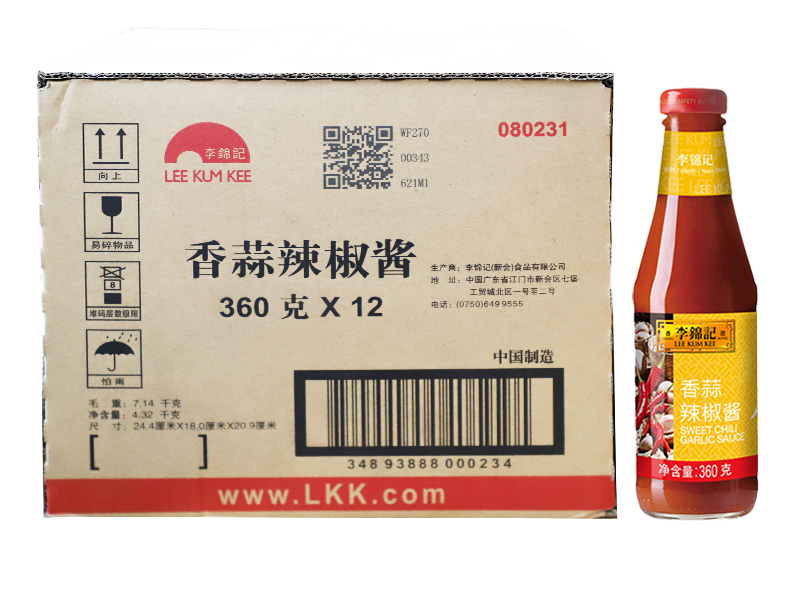 向上
易碎物品
8
堆码层数极限
怕雨
李錦記
LEE KUM KEE
WF270
00343
621M1
080231
香蒜辣椒酱
360 克 X 12
生产商：李锦记(新会)食品有限公司
地 址：中国广东省江门市新会区七堡
工贸城北区一号至二号
电话：(0750)649 9555
中国制造
毛 重：7.14 千克
净含量：4.32 千克
尺 寸：24.4厘米X18.0厘米X20.9厘米
[ ]
348 93888 000234
www.LKK.com
李锦记
李錦記
LEE KUM KEE
香蒜
辣椒酱
SWEET CHILI
GARLIC SAUCE
净含量：360 克